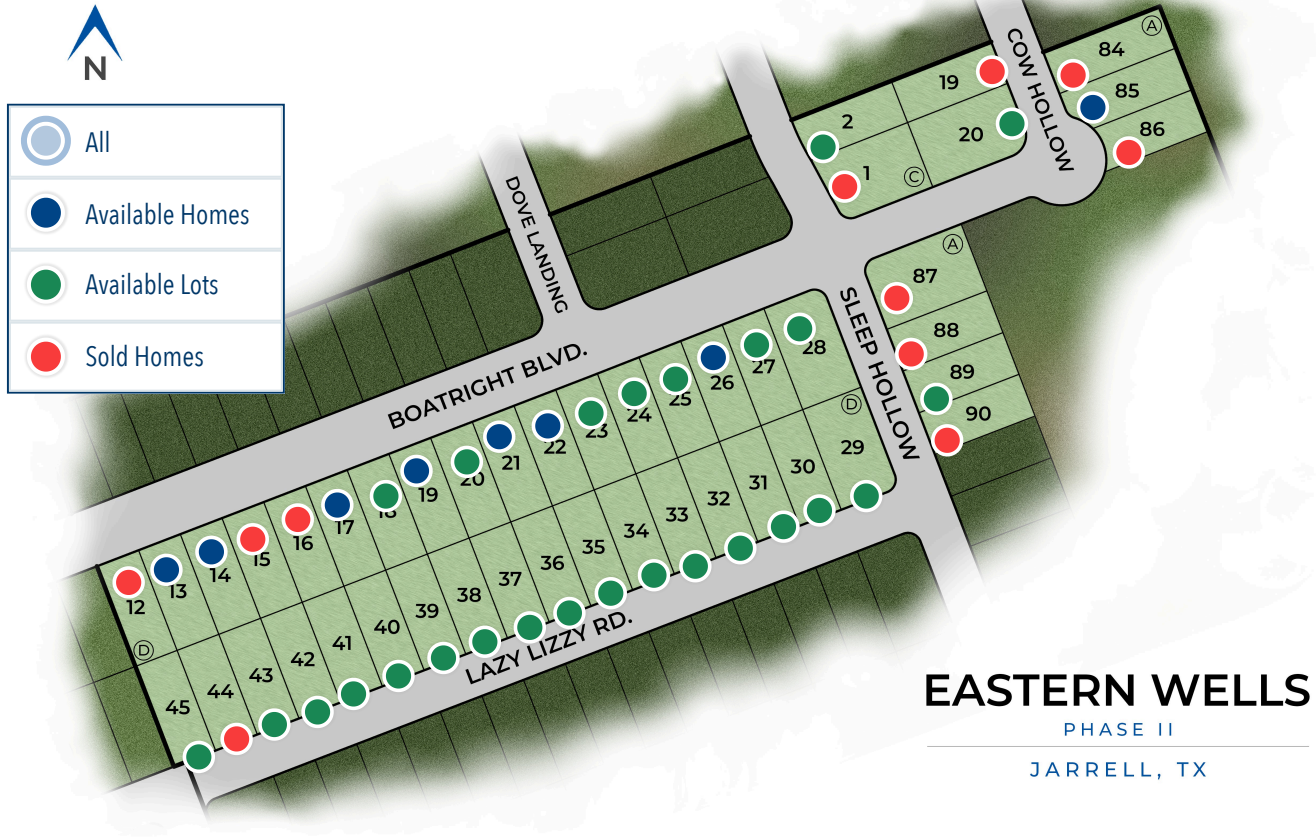 N
All
Available Homes
Available Lots
Sold Homes
DOVE LANDING
COW HOLLOW
BOATRIGHT BLVD.
SLEEP HOLLOW
LAZY LIZZY RD.
A
84
85
86
19
20
2
1
C
A
87
88
89
90
12
13
14
15
16
17
18
19
20
21
22
23
24
25
26
27
28
D
29
30
31
32
33
34
35
36
37
38
39
40
41
42
43
44
45
D
EASTERN WELLS
PHASE II
JARRELL, TX